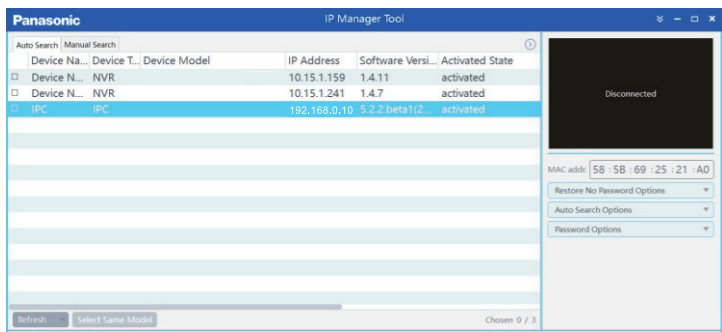 Panasonic IP Manager Tool
Auto Search Manual Search
Device Na... Device T... Device Model IP Address Software Versi... Activated State
Device N... NVR 10.15.1.159 1.4.11 activated
Device N... NVR 10.15.1.241 1.4.7 activated
IPC IPC 192.168.0.10 5.2.2.beta1(2... activated
Disconnected
MAC addr. 58 : 5B : 69 : 25 : 21 : A0
Restore No Password Options
Auto Search Options
Password Options
Refresh Select Same Model Chosen 0 / 3